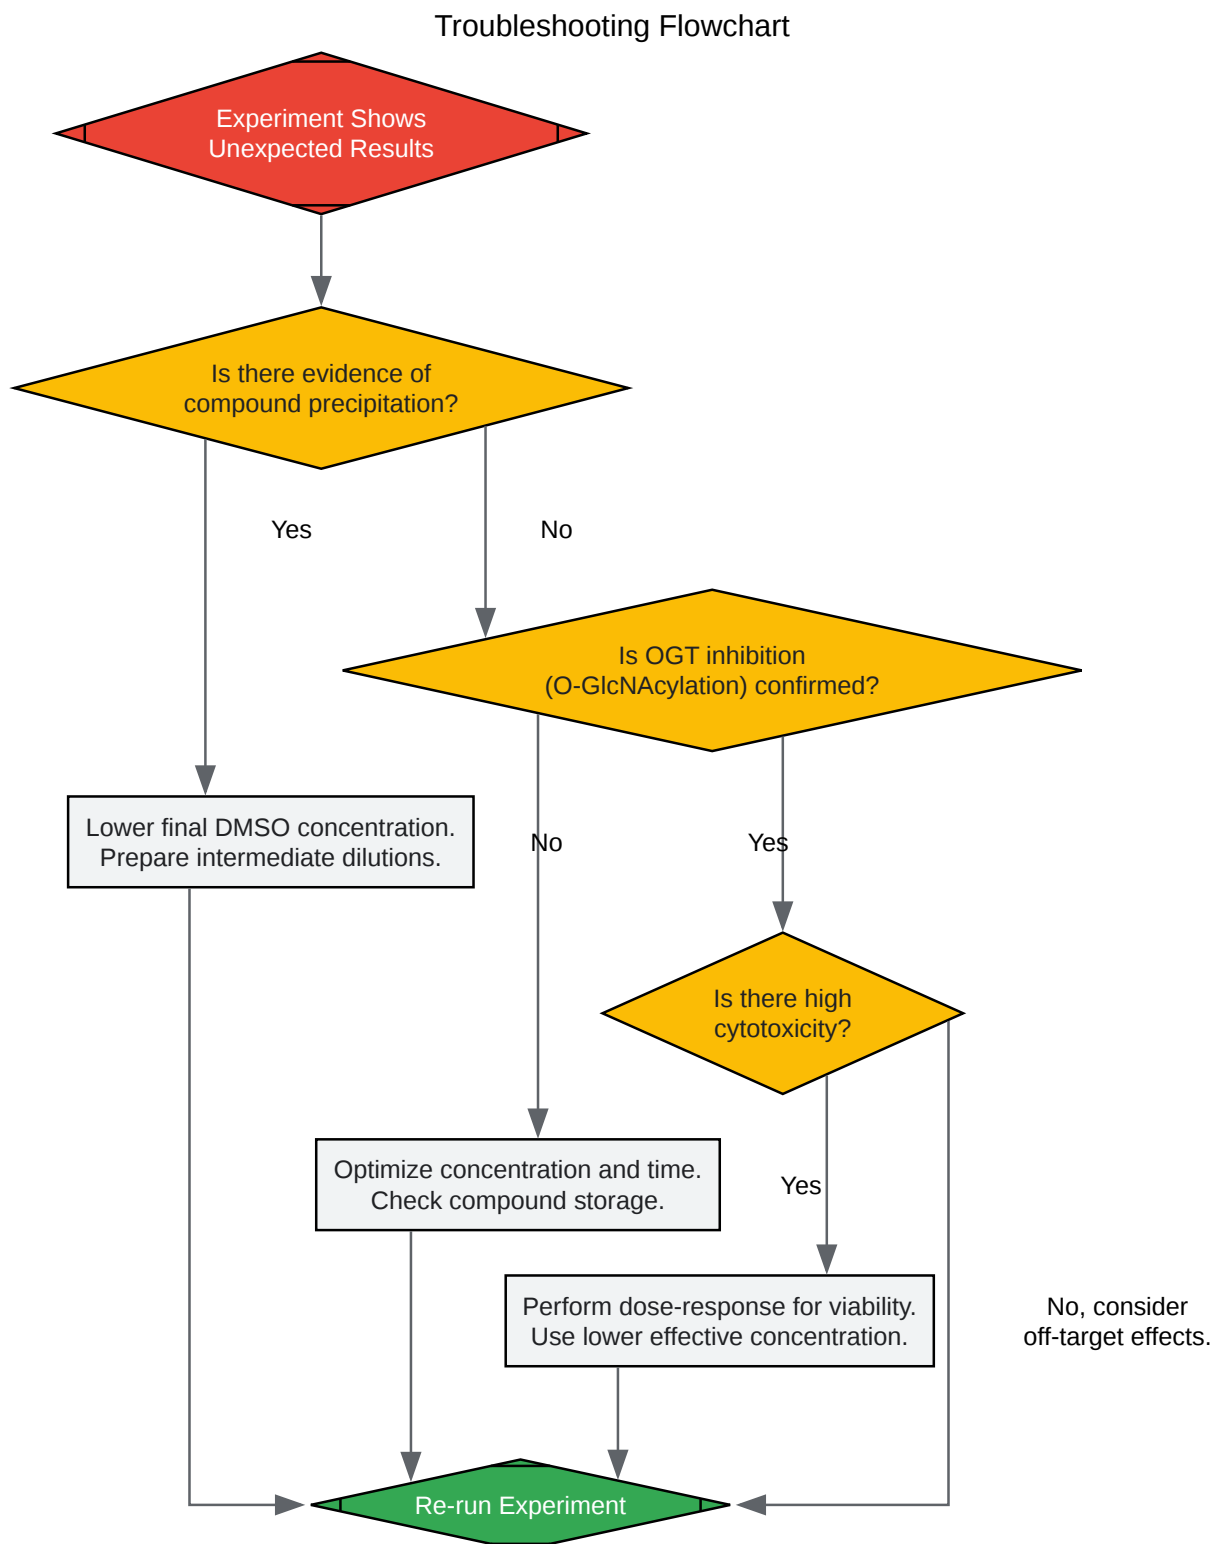 Troubleshooting Flowchart
Experiment Shows
Unexpected Results
Is there evidence of
compound precipitation?
Yes
No
Is OGT inhibition
(O-GlcNAcylation) confirmed?
Lower final DMSO concentration.
Prepare intermediate dilutions.
No
Yes
Is there high
cytotoxicity?
Optimize concentration and time.
Check compound storage.
Yes
Perform dose-response for viability.
Use lower effective concentration.
No, consider
off-target effects.
Re-run Experiment